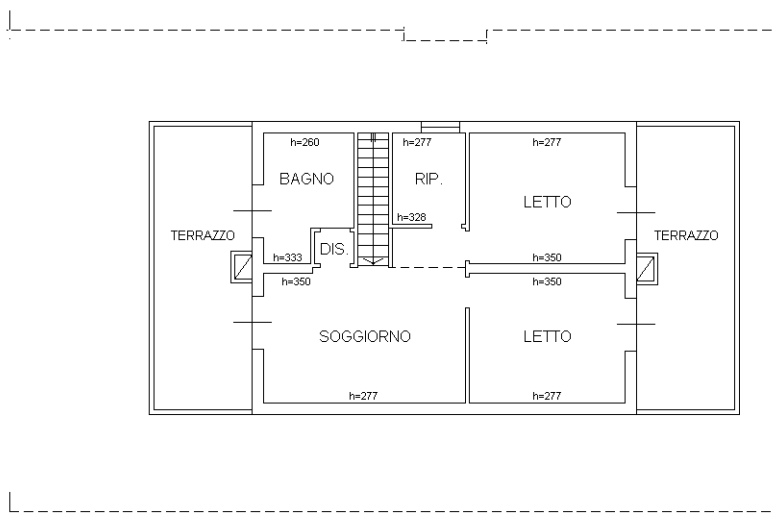 h=260
h=277
h=277
BAGNO
RIP.
LETTO
h=328
TERRAZZO
TERRAZZO
DIS.
h=333
h=350
h=350
h=350
SOGGIORNO
LETTO
h=277
h=277